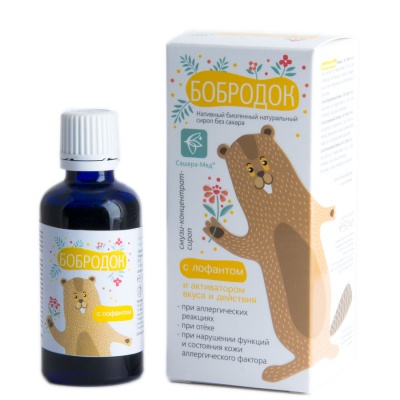 БОБРОДОК
Нативный биогенный натуральный
сироп без сахара
Сашера-Мед®
смузи-концентрат-
сироп
с лофантом
и активатором
вкуса и действия
- при аллергических
реакциях
- при отёке
- при нарушении функций
и состояния кожи
аллергического фактора
БОБРОДОК
с лофантом